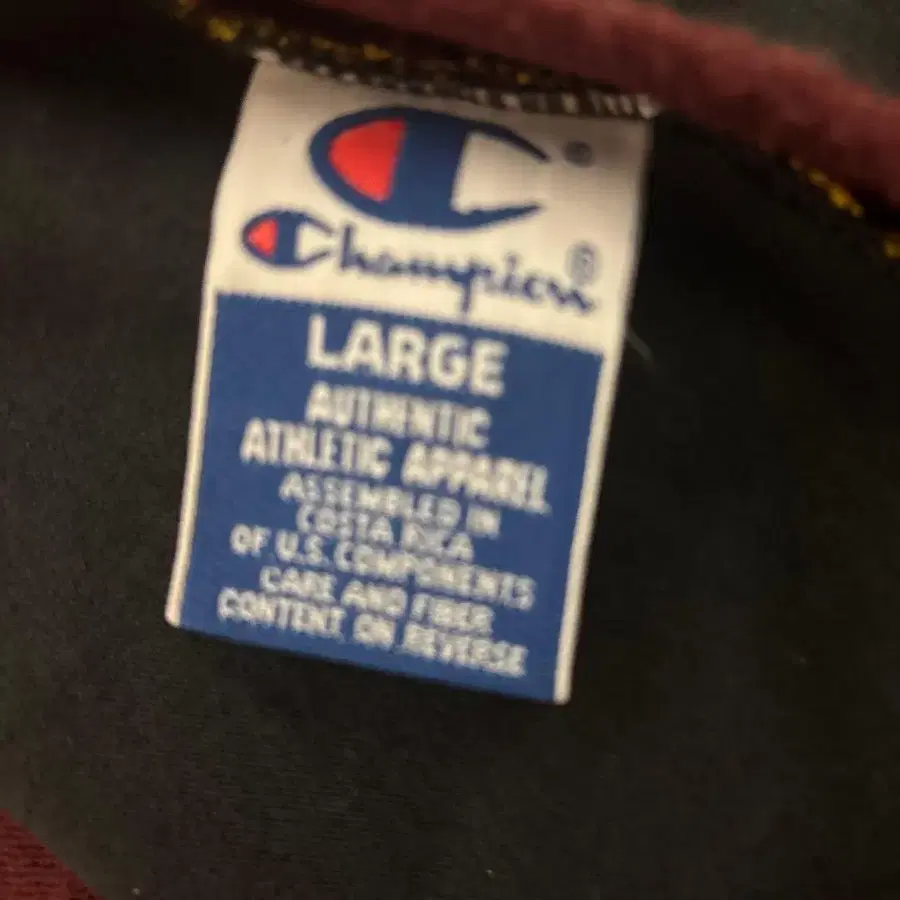 Champion®
LARGE
AUTHENTIC
ATHLETIC APPAREL
ASSEMBLED IN
COSTA RICA
OF U.S. COMPONENTS
CARE AND FIBER
CONTENT ON REVERSE